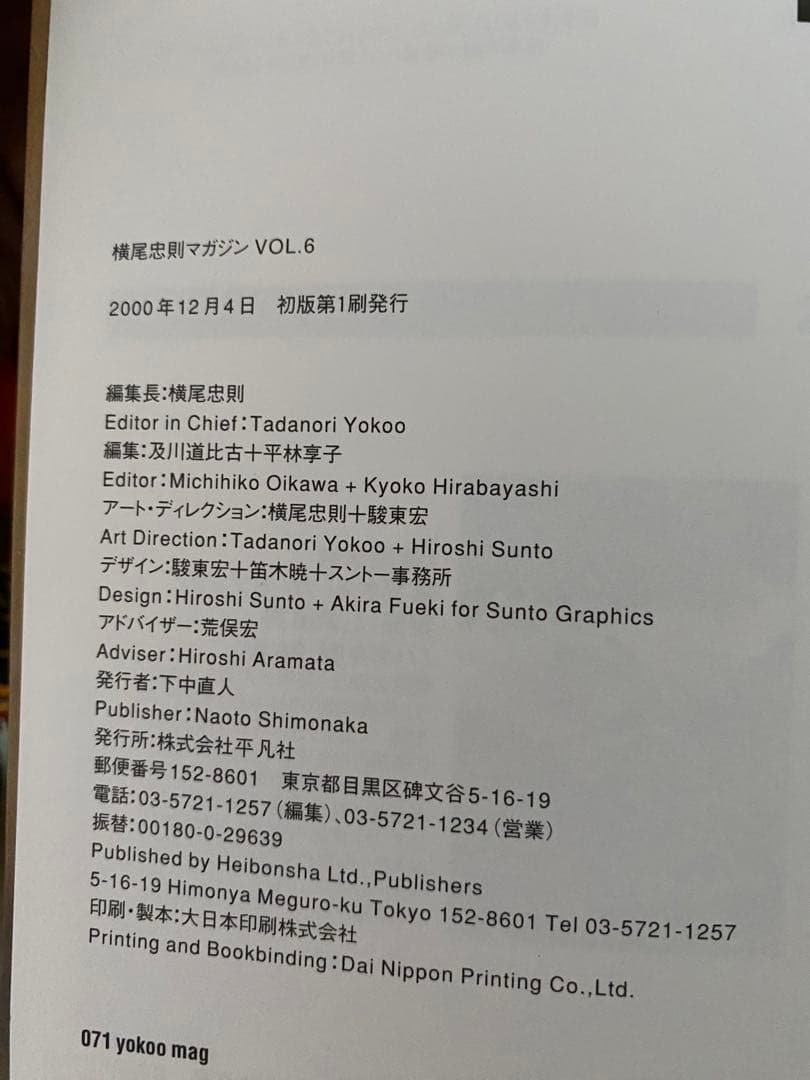 横尾忠則マガジン VOL.6
2000年12月4日　初版第1刷発行
編集長:横尾忠則
Editor in Chief:Tadanori Yokoo
編集:及川道比古+平林享子
Editor:Michihiko Oikawa + Kyoko Hirabayashi
アート・ディレクション:横尾忠則+駿東宏
Art Direction:Tadanori Yokoo + Hiroshi Sunto
デザイン:駿東宏+笛木暁+スントー事務所
Design:Hiroshi Sunto + Akira Fueki for Sunto Graphics
アドバイザー:荒俣宏
Adviser:Hiroshi Aramata
発行者:下中直人
Publisher:Naoto Shimonaka
発行所:株式会社平凡社
郵便番号152-8601　東京都目黒区碑文谷5-16-19
電話:03-5721-1257(編集)、03-5721-1234(営業)
振替:00180-0-29639
Published by Heibonsha Ltd.,Publishers
5-16-19 Himonya Meguro-ku Tokyo 152-8601 Tel 03-5721-1257
印刷・製本:大日本印刷株式会社
Printing and Bookbinding:Dai Nippon Printing Co.,Ltd.
071 yokoo mag